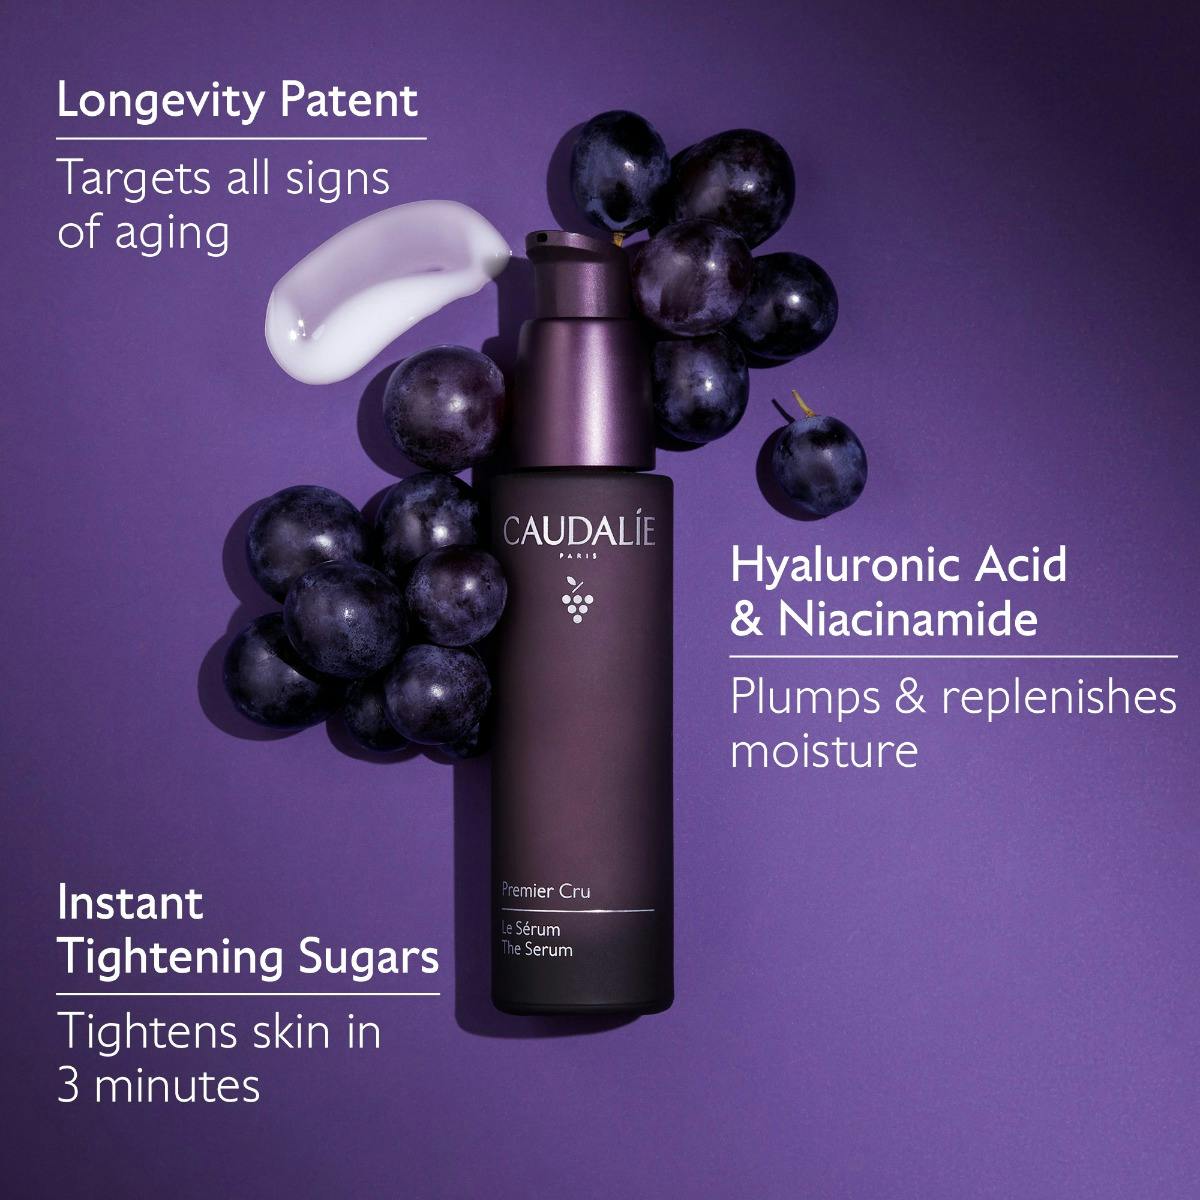 Longevity Patent
Targets all signs
of aging
CAUDALÍE
PARIS
Hyaluronic Acid
& Niacinamide
Plumps & replenishes
moisture
Premier Cru
Le Sérum
The Serum
Instant
Tightening Sugars
Tightens skin in
3 minutes